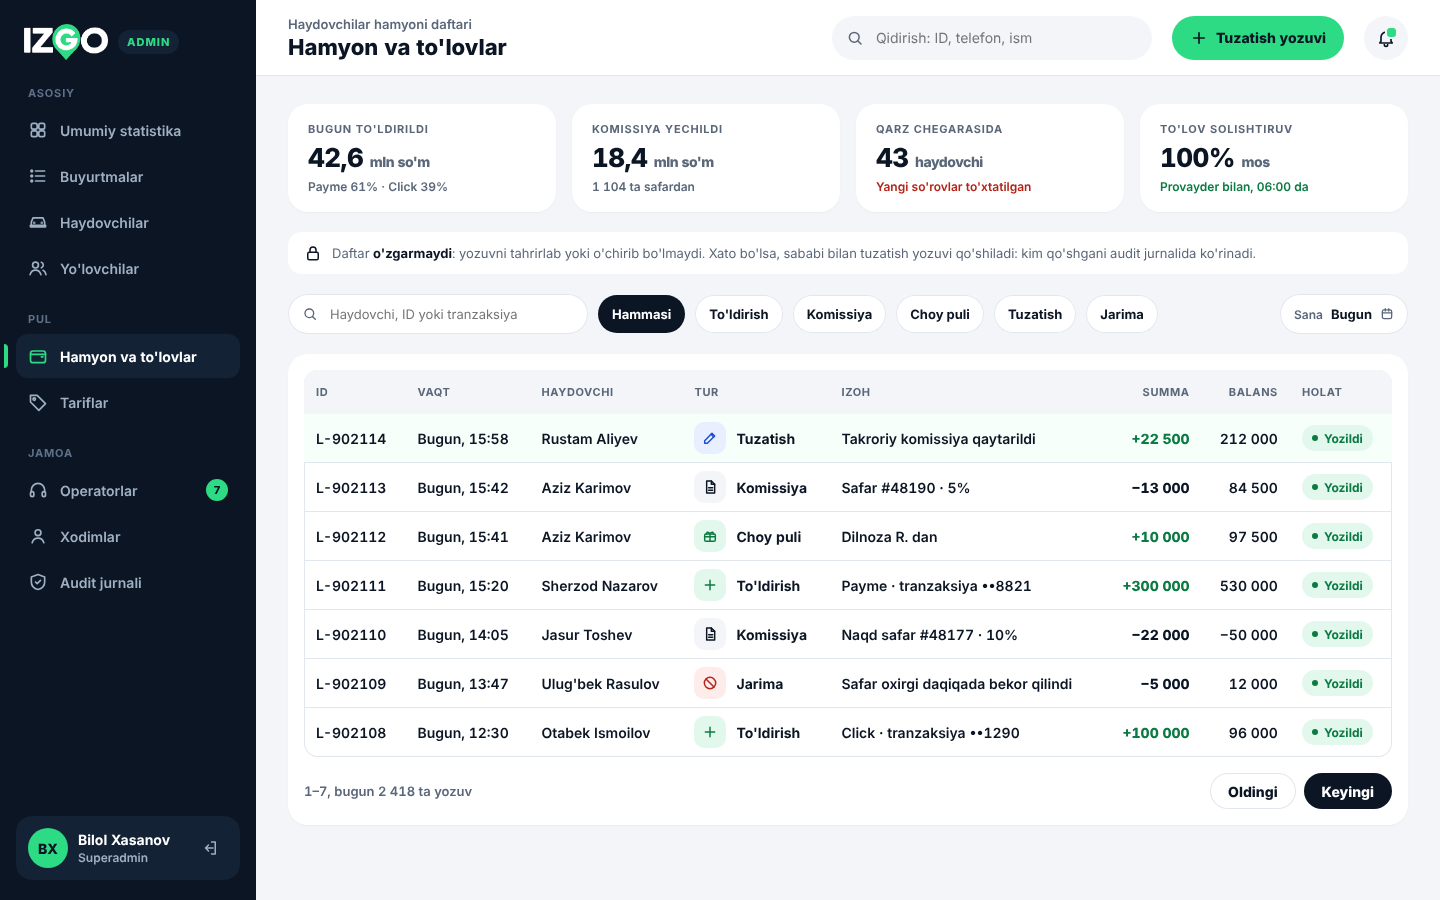 IZGO ADMIN
ASOSIY
Umumiy statistika
Buyurtmalar
Haydovchilar
Yo'lovchilar
PUL
Hamyon va to'lovlar
Tariflar
JAMOA
Operatorlar 7
Xodimlar
Audit jurnali
BX Bilol Xasanov
Superadmin
Haydovchilar hamyoni daftari
Hamyon va to'lovlar
Qidirish: ID, telefon, ism
Tuzatish yozuvi
BUGUN TO'LDIRILDI
42,6 mln so'm
Payme 61% · Click 39%
KOMISSIYA YECHILDI
18,4 mln so'm
1 104 ta safardan
QARZ CHEGARASIDA
43 haydovchi
Yangi so'rovlar to'xtatilgan
TO'LOV SOLISHTIRUV
100% mos
Provayder bilan, 06:00 da
Daftar o'zgarmaydi: yozuvni tahrirlab yoki o'chirib bo'lmaydi. Xato bo'lsa, sababi bilan tuzatish yozuvi qo'shiladi: kim qo'shgani audit jurnalida ko'rinadi.
Haydovchi, ID yoki tranzaksiya
Hammasi To'ldirish Komissiya Choy puli Tuzatish Jarima
Sana Bugun
ID VAQT HAYDOVCHI TUR IZOH SUMMA BALANS HOLAT
L-902114 Bugun, 15:58 Rustam Aliyev Tuzatish Takroriy komissiya qaytarildi +22 500 212 000 Yozildi
L-902113 Bugun, 15:42 Aziz Karimov Komissiya Safar #48190 · 5% −13 000 84 500 Yozildi
L-902112 Bugun, 15:41 Aziz Karimov Choy puli Dilnoza R. dan +10 000 97 500 Yozildi
L-902111 Bugun, 15:20 Sherzod Nazarov To'ldirish Payme · tranzaksiya ••8821 +300 000 530 000 Yozildi
L-902110 Bugun, 14:05 Jasur Toshev Komissiya Naqd safar #48177 · 10% −22 000 −50 000 Yozildi
L-902109 Bugun, 13:47 Ulug'bek Rasulov Jarima Safar oxirgi daqiqada bekor qilindi −5 000 12 000 Yozildi
L-902108 Bugun, 12:30 Otabek Ismoilov To'ldirish Click · tranzaksiya ••1290 +100 000 96 000 Yozildi
1–7, bugun 2 418 ta yozuv
Oldingi Keyingi